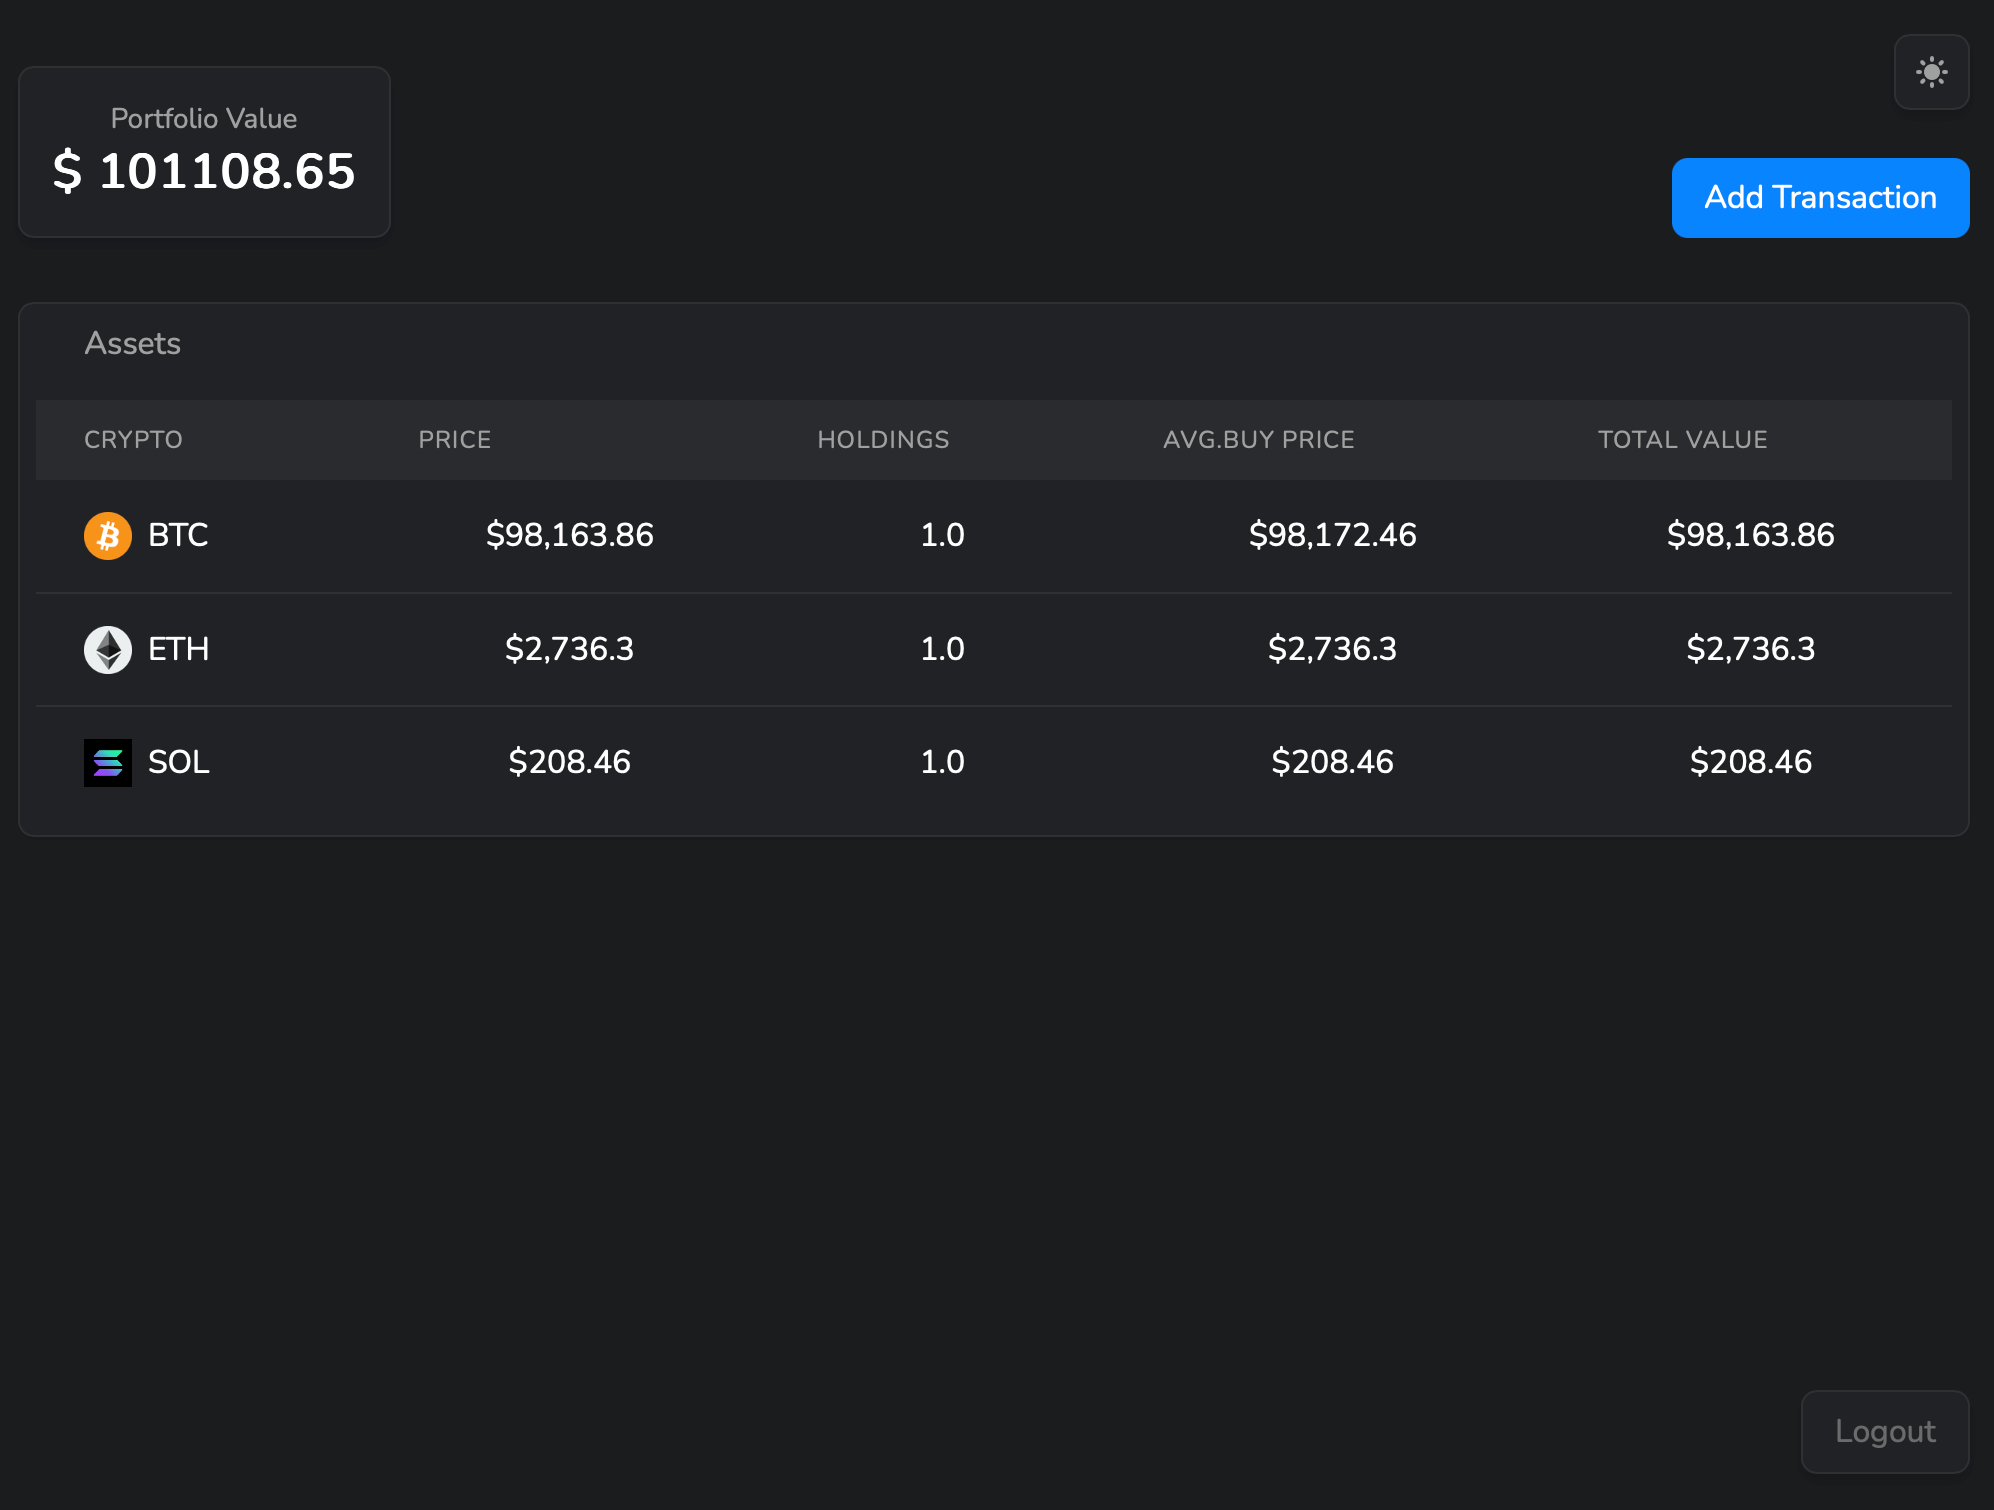 Portfolio Value
$ 101108.65
Add Transaction
Assets
CRYPTO PRICE HOLDINGS AVG.BUY PRICE TOTAL VALUE
BTC $98,163.86 1.0 $98,172.46 $98,163.86
ETH $2,736.3 1.0 $2,736.3 $2,736.3
SOL $208.46 1.0 $208.46 $208.46
Logout